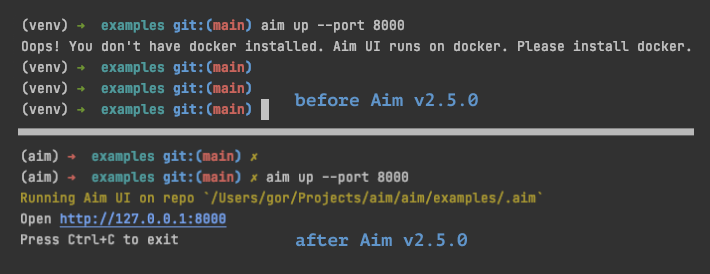 (venv) → examples git:(main) aim up --port 8000
Oops! You don't have docker installed. Aim UI runs on docker. Please install docker.
(venv) → examples git:(main)
(venv) → examples git:(main)
(venv) → examples git:(main)
before Aim v2.5.0
(aim) → examples git:(main) ✗
(aim) → examples git:(main) ✗ aim up --port 8000
Running Aim UI on repo `/Users/gor/Projects/aim/aim/examples/.aim`
Open http://127.0.0.1:8000
Press Ctrl+C to exit
after Aim v2.5.0